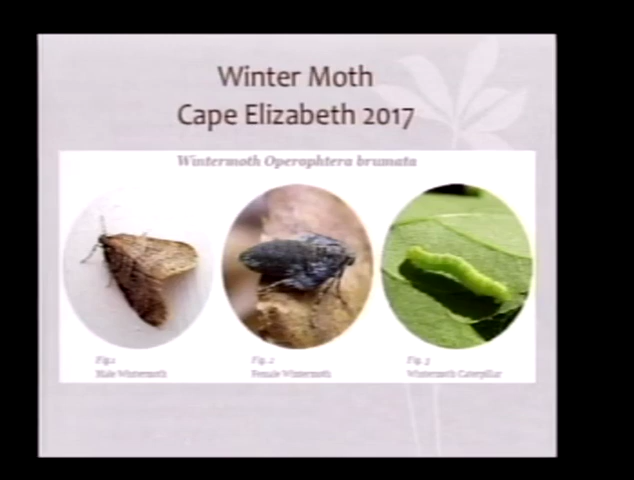 Winter Moth
Cape Elizabeth 2017
Wintermoth Operophtera brumata
Fig.1
Male Wintermoth
Fig. 2
Female Wintermoth
Fig. 3
Wintermoth Caterpillar